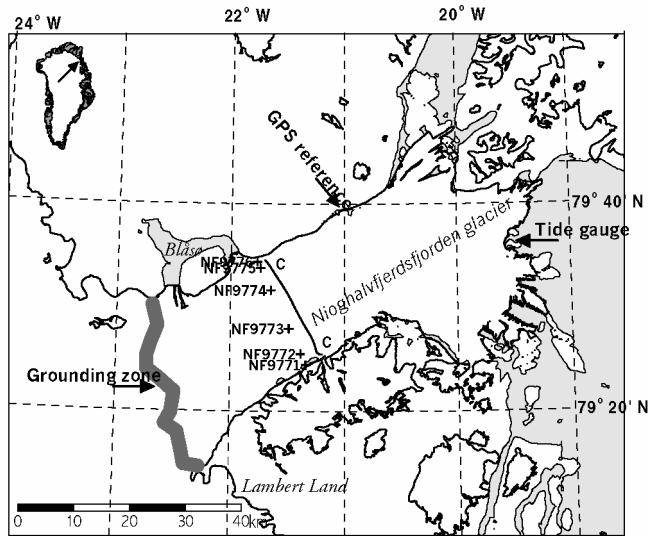 24° W
22° W
20° W
GPS reference
79° 40' N
Tide gauge
Nioghalvfjerdsfjorden glacier
Blåsø
NF9776+
C
NF9775+
NF9774+
NF9773+
C
NF9772+
NF9771+
Grounding zone
79° 20' N
Lambert Land
0 10 20 30 40km